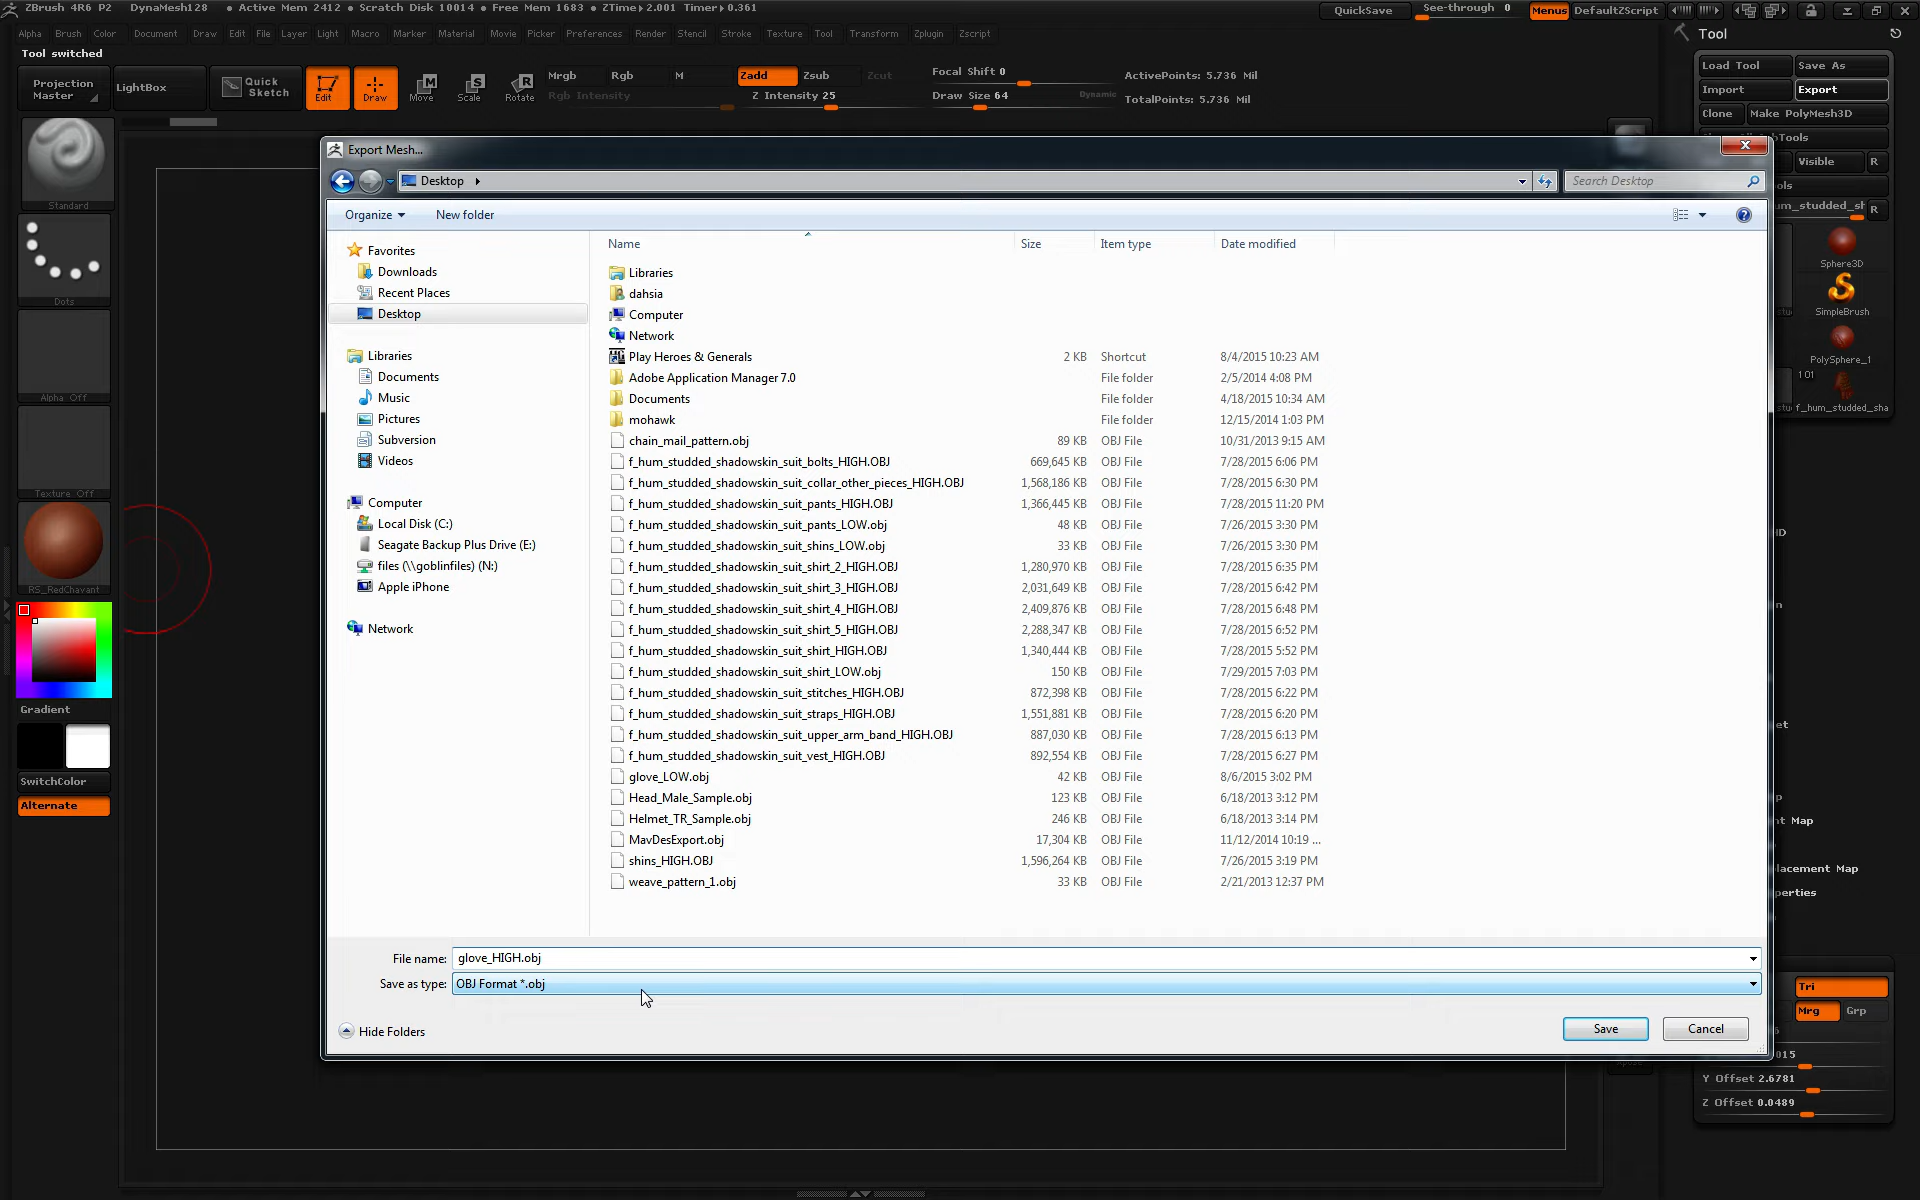 ZBrush 4R6 P2 DynaMesh128 • Active Mem 2412 • Scratch Disk 10014 • Free Mem 1683 • ZTime▸2.001 Timer▸0.361 QuickSave See-through 0 Menus DefaultZScript
Alpha Brush Color Document Draw Edit File Layer Light Macro Marker Material Movie Picker Preferences Render Stencil Stroke Texture Tool Transform Zplugin Zscript
Tool
Tool switched
Projection Master
LightBox
Quick Sketch
Edit
Draw
Move
Scale
Rotate
Mrgb Rgb M
Rgb Intensity
Zadd Zsub Zcut
Z Intensity 25
Focal Shift 0
Draw Size 64
Dynamic
ActivePoints: 5.736 Mil
TotalPoints: 5.736 Mil
Load Tool Save As
Import Export
Clone Make PolyMesh3D
Tools
Visible R
R
Sphere3D
SimpleBrush
PolySphere_1
1 01
f_hum_studded_sha
Standard
Dots
Alpha Off
Texture Off
RS_RedChavant
Gradient
SwitchColor
Alternate
Export Mesh...
Desktop
Search Desktop
Organize New folder
Favorites
Downloads
Recent Places
Desktop
Libraries
Documents
Music
Pictures
Subversion
Videos
Computer
Local Disk (C:)
Seagate Backup Plus Drive (E:)
files (\\goblinfiles) (N:)
Apple iPhone
Network
Name Size Item type Date modified
Libraries
dahsia
Computer
Network
Play Heroes & Generals 2 KB Shortcut 8/4/2015 10:23 AM
Adobe Application Manager 7.0 File folder 2/5/2014 4:08 PM
Documents File folder 4/18/2015 10:34 AM
mohawk File folder 12/15/2014 1:03 PM
chain_mail_pattern.obj 89 KB OBJ File 10/31/2013 9:15 AM
f_hum_studded_shadowskin_suit_bolts_HIGH.OBJ 669,645 KB OBJ File 7/28/2015 6:06 PM
f_hum_studded_shadowskin_suit_collar_other_pieces_HIGH.OBJ 1,568,186 KB OBJ File 7/28/2015 6:30 PM
f_hum_studded_shadowskin_suit_pants_HIGH.OBJ 1,366,445 KB OBJ File 7/28/2015 11:20 PM
f_hum_studded_shadowskin_suit_pants_LOW.obj 48 KB OBJ File 7/26/2015 3:30 PM
f_hum_studded_shadowskin_suit_shins_LOW.obj 33 KB OBJ File 7/26/2015 3:30 PM
f_hum_studded_shadowskin_suit_shirt_2_HIGH.OBJ 1,280,970 KB OBJ File 7/28/2015 6:35 PM
f_hum_studded_shadowskin_suit_shirt_3_HIGH.OBJ 2,031,649 KB OBJ File 7/28/2015 6:42 PM
f_hum_studded_shadowskin_suit_shirt_4_HIGH.OBJ 2,409,876 KB OBJ File 7/28/2015 6:48 PM
f_hum_studded_shadowskin_suit_shirt_5_HIGH.OBJ 2,288,347 KB OBJ File 7/28/2015 6:52 PM
f_hum_studded_shadowskin_suit_shirt_HIGH.OBJ 1,340,444 KB OBJ File 7/28/2015 5:52 PM
f_hum_studded_shadowskin_suit_shirt_LOW.obj 150 KB OBJ File 7/29/2015 7:03 PM
f_hum_studded_shadowskin_suit_stitches_HIGH.OBJ 872,398 KB OBJ File 7/28/2015 6:22 PM
f_hum_studded_shadowskin_suit_straps_HIGH.OBJ 1,551,881 KB OBJ File 7/28/2015 6:20 PM
f_hum_studded_shadowskin_suit_upper_arm_band_HIGH.OBJ 887,030 KB OBJ File 7/28/2015 6:13 PM
f_hum_studded_shadowskin_suit_vest_HIGH.OBJ 892,554 KB OBJ File 7/28/2015 6:27 PM
glove_LOW.obj 42 KB OBJ File 8/6/2015 3:02 PM
Head_Male_Sample.obj 123 KB OBJ File 6/18/2013 3:12 PM
Helmet_TR_Sample.obj 246 KB OBJ File 6/18/2013 3:14 PM
MavDesExport.obj 17,304 KB OBJ File 11/12/2014 10:19 ...
shins_HIGH.OBJ 1,596,264 KB OBJ File 7/26/2015 3:19 PM
weave_pattern_1.obj 33 KB OBJ File 2/21/2013 12:37 PM
File name: glove_HIGH.obj
Save as type: OBJ Format *.obj
Hide Folders Save Cancel
nt Map
lacement Map
perties
Tri
Mrg Grp
015
Y Offset 2.6781
Z Offset 0.0489